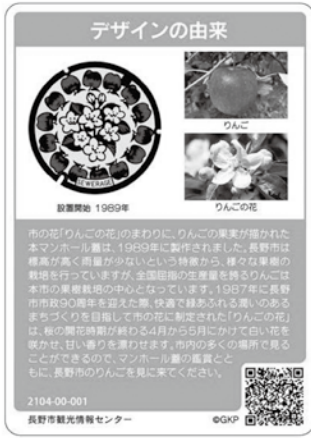 デザインの由来
りんご
SEWERAGE
りんごの花
設置開始 1989年
市の花「りんごの花」のまわりに、りんごの果実が描かれた
本マンホール蓋は、1989年に製作されました。長野市は
標高が高く雨量が少ないという特徴から、様々な果樹の
栽培を行っていますが、全国屈指の生産量を誇るりんごは
本市の果樹栽培の中心となっています。1987年に長野
市市政90周年を迎えた際、快適で緑あふれる潤いのある
まちづくりを目指して市の花に制定された「りんごの花」
は、桜の開花時期が終わる4月から5月にかけて白い花を
咲かせ、甘い香りを漂わせます。市内の多くの場所で見る
ことができるので、マンホール蓋の鑑賞とと
もに、長野市のりんごを見に来てください。
2104-00-001
長野市観光情報センター ©GKP